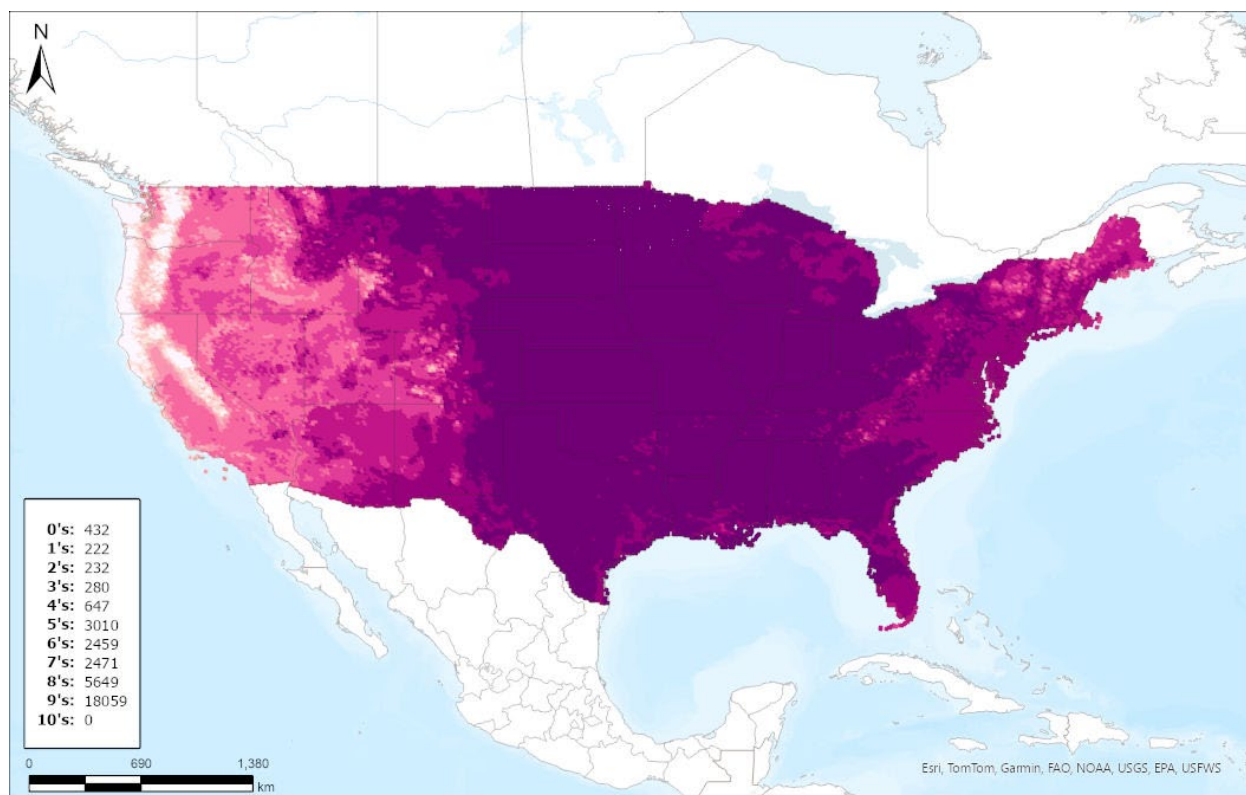 N
0's: 432
1's: 222
2's: 232
3's: 280
4's: 647
5's: 3010
6's: 2459
7's: 2471
8's: 5649
9's: 18059
10's: 0
0 690 1,380
km
Esri, TomTom, Garmin, FAO, NOAA, USGS, EPA, USFWS